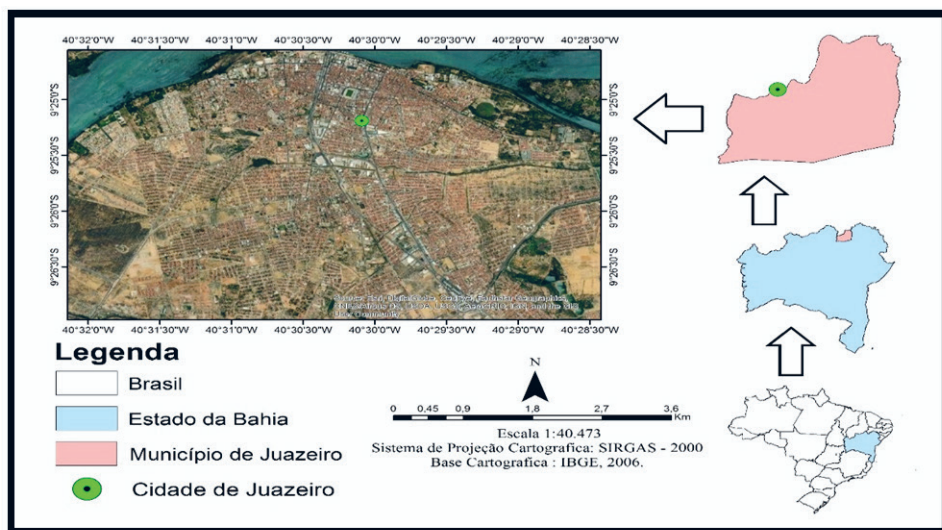 40°32'0"W 40°31'30"W 40°31'0"W 40°30'30"W 40°30'0"W 40°29'30"W 40°29'0"W 40°28'30"W
9°25'0"S 9°25'0"S
9°25'30"S 9°25'30"S
9°26'0"S 9°26'0"S
9°26'30"S 9°26'30"S
40°32'0"W 40°31'30"W 40°31'0"W 40°30'30"W 40°30'0"W 40°29'30"W 40°29'0"W 40°28'30"W
Legenda
Brasil
Estado da Bahia
Município de Juazeiro
Cidade de Juazeiro
N
0 0,45 0,9 1,8 2,7 3,6
Km
Escala 1:40.473
Sistema de Projeção Cartografica: SIRGAS - 2000
Base Cartografica : IBGE, 2006.